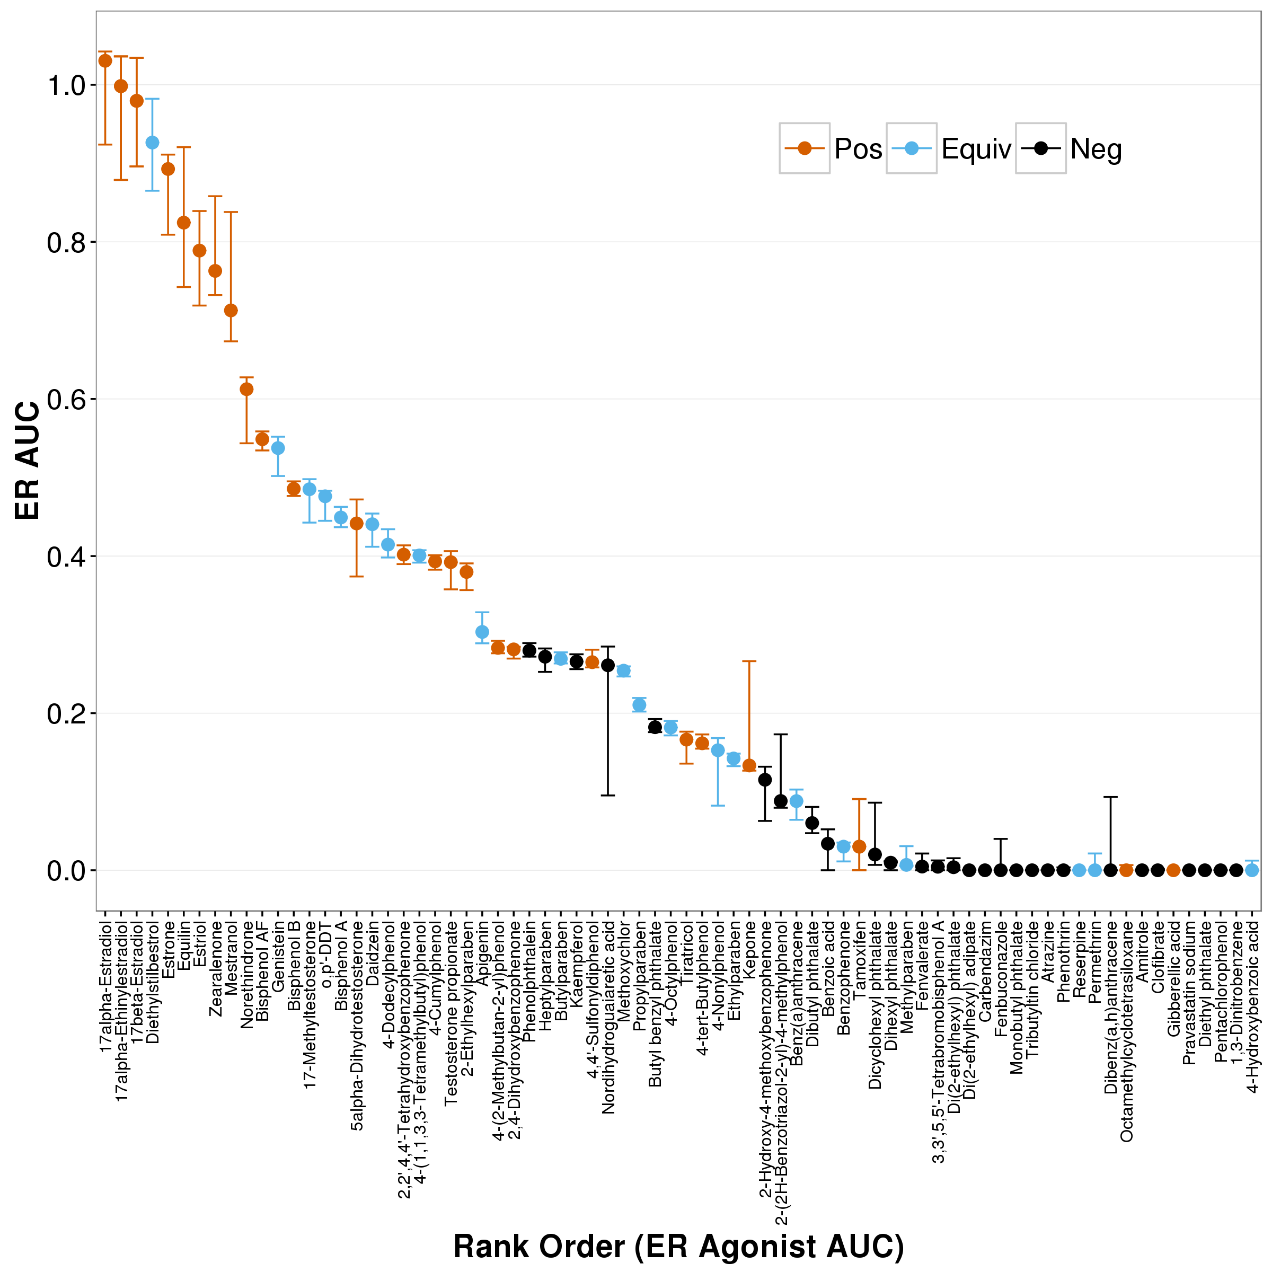 Pos Equiv Neg
ER AUC
1.0
0.8
0.6
0.4
0.2
0.0
17alpha-Estradiol
17alpha-Ethinylestradiol
17beta-Estradiol
Diethylstilbestrol
Estrone
Equilin
Estriol
Zearalenone
Mestranol
Norethindrone
Bisphenol AF
Genistein
Bisphenol B
17-Methyltestosterone
o,p'-DDT
Bisphenol A
5alpha-Dihydrotestosterone
Daidzein
4-Dodecylphenol
2,2',4,4'-Tetrahydroxybenzophenone
4-(1,1,3,3-Tetramethylbutyl)phenol
4-Cumylphenol
Testosterone propionate
2-Ethylhexylparaben
Apigenin
4-(2-Methylbutan-2-yl)phenol
2,4-Dihydroxybenzophenone
Phenolphthalein
Heptylparaben
Butylparaben
Kaempferol
4,4'-Sulfonyldiphenol
Nordihydroguaiaretic acid
Methoxychlor
Propylparaben
Butyl benzyl phthalate
4-Octylphenol
Tiratricol
4-tert-Butylphenol
4-Nonylphenol
Ethylparaben
Kepone
2-Hydroxy-4-methoxybenzophenone
2-(2H-Benzotriazol-2-yl)-4-methylphenol
Benz(a)anthracene
Dibutyl phthalate
Benzoic acid
Benzophenone
Tamoxifen
Dicyclohexyl phthalate
Dihexyl phthalate
Methylparaben
Fenvalerate
3,3',5,5'-Tetrabromobisphenol A
Di(2-ethylhexyl) phthalate
Di(2-ethylhexyl) adipate
Carbendazim
Fenbuconazole
Monobutyl phthalate
Tributyltin chloride
Atrazine
Phenothrin
Reserpine
Permethrin
Dibenz(a,h)anthracene
Octamethylcyclotetrasiloxane
Amitrole
Clofibrate
Gibberellic acid
Pravastatin sodium
Diethyl phthalate
Pentachlorophenol
1,3-Dinitrobenzene
4-Hydroxybenzoic acid
Rank Order (ER Agonist AUC)